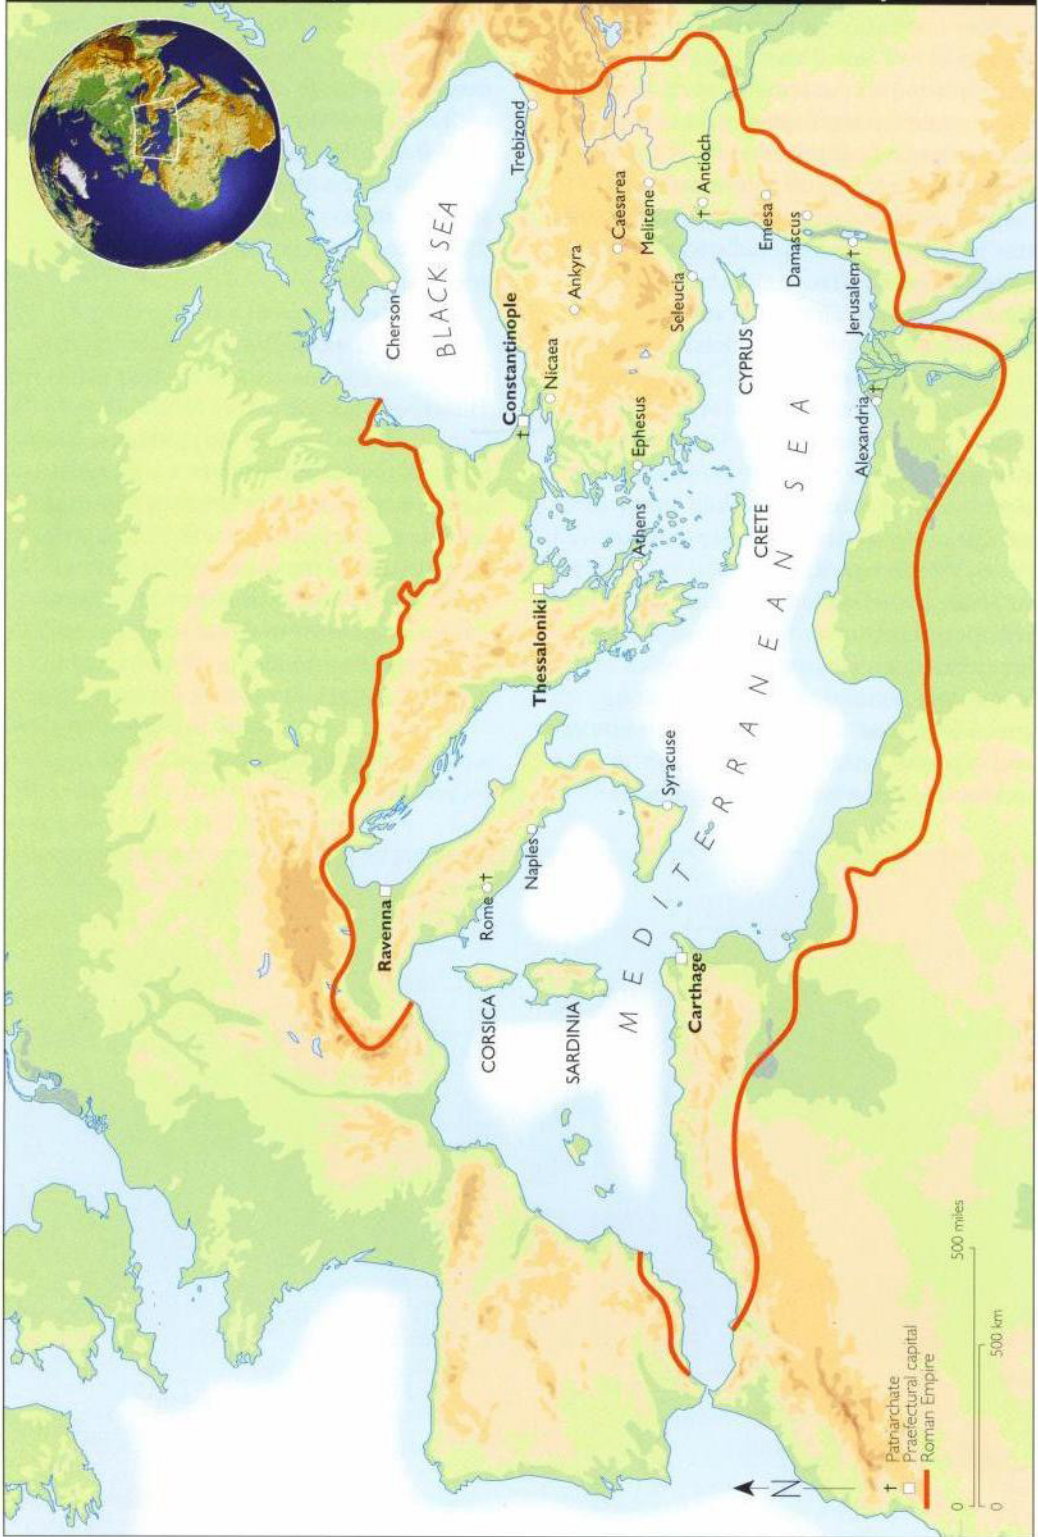 BLACK SEA
Cherson
Trebizond
Constantinople
Nicaea
Ankyra
Caesarea
Melitene
Antioch
Thessaloniki
Athens
Ephesus
Seleucia
Emesa
Damascus
CYPRUS
CRETE
Jerusalem
Alexandria
Ravenna
Rome
Naples
Syracuse
CORSICA
SARDINIA
MEDITERRANEAN SEA
Carthage
N
Patriarchate
Praefectural capital
Roman Empire
0 500 miles
0 500 km